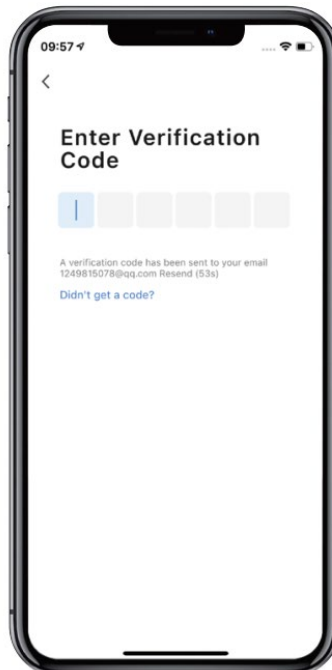 09:57
Enter Verification
Code
A verification code has been sent to your email
1249815078@qq.com Resend (53s)
Didn't get a code?